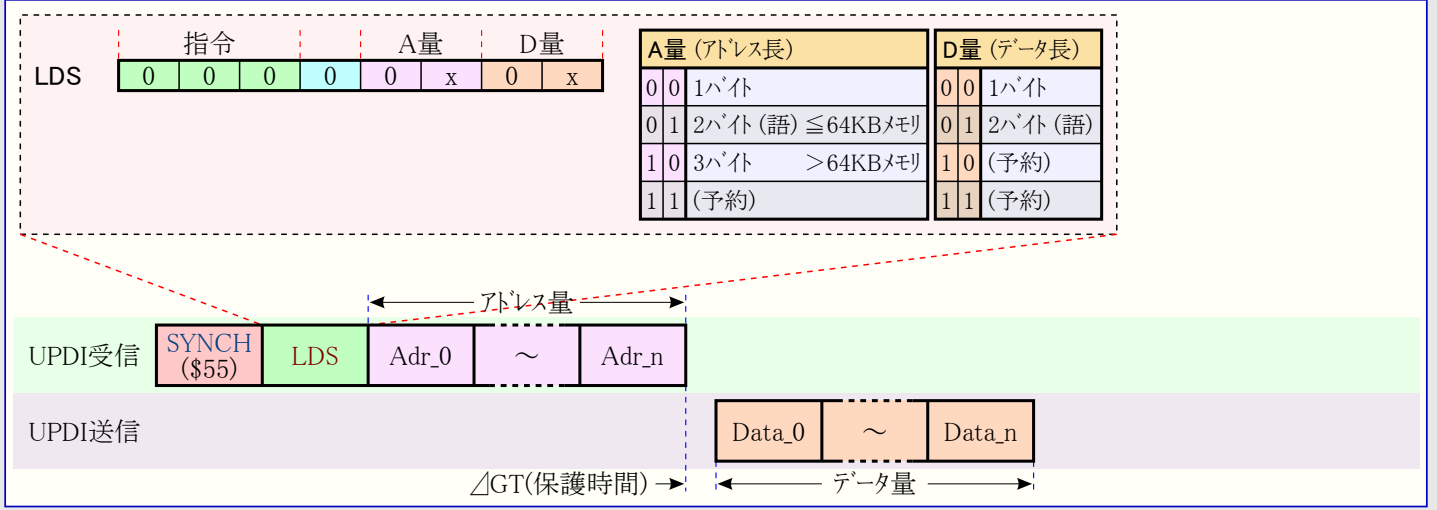 指令 A量 D量
LDS 0 0 0 0 0 x 0 x
A量 (アドレス長)
0 0 1バイト
0 1 2バイト (語) ≦64KBメモリ
1 0 3バイト >64KBメモリ
1 1 (予約)
D量 (データ長)
0 0 1バイト
0 1 2バイト (語)
1 0 (予約)
1 1 (予約)
アドレス量
UPDI受信 SYNCH ($55) LDS Adr_0 ~ Adr_n
UPDI送信 Data_0 ~ Data_n
⊿GT(保護時間) データ量